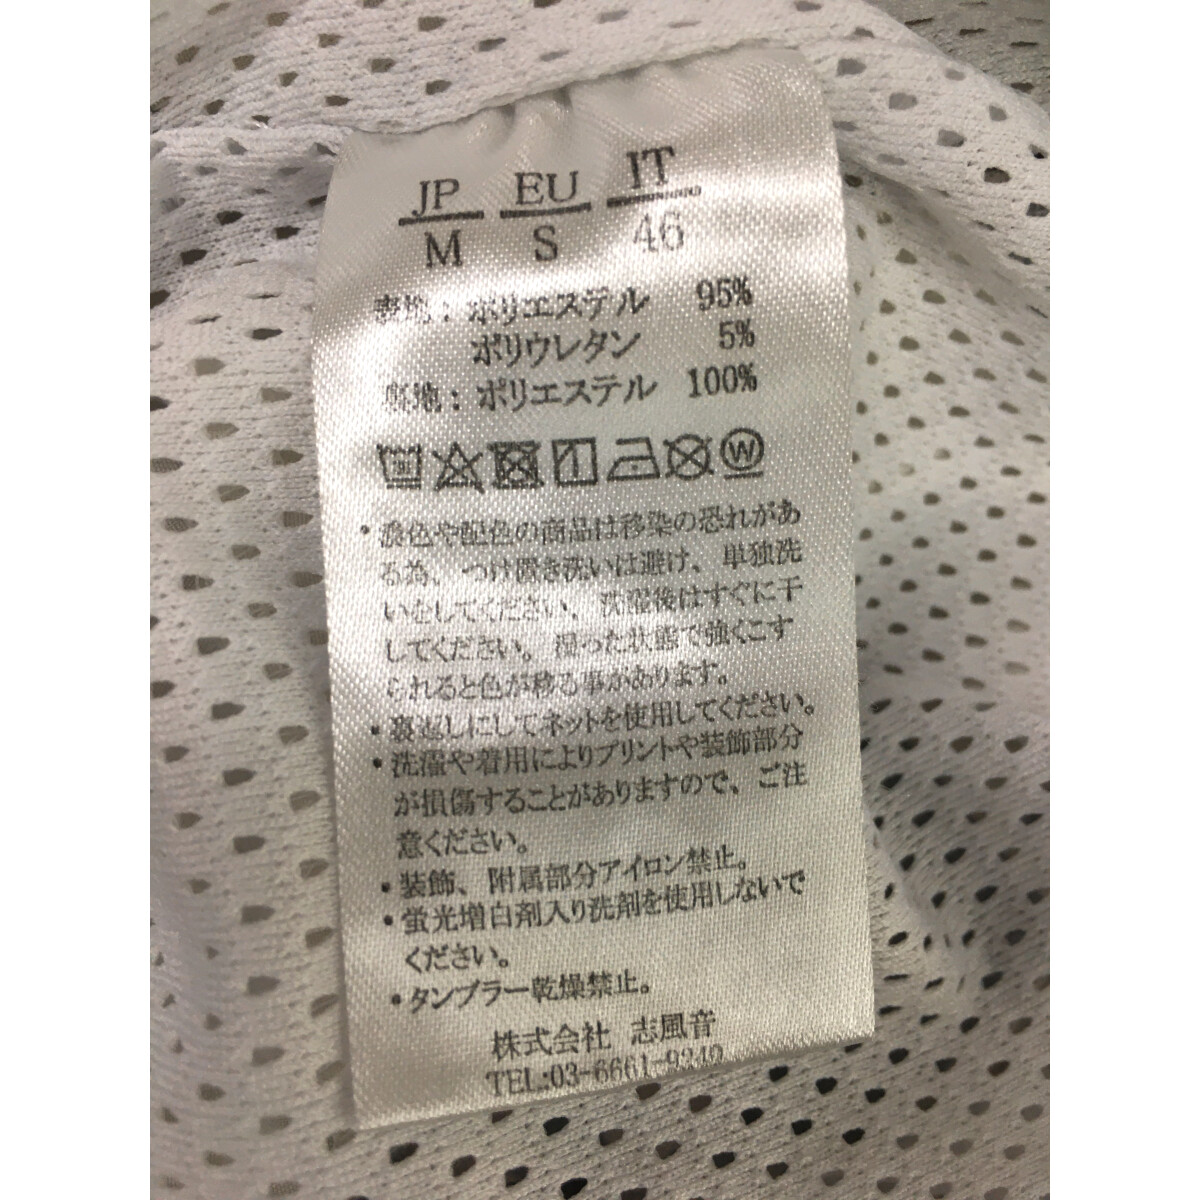 JP EU IT
M S 46
表地：ポリエステル 95%
ポリウレタン 5%
裏地：ポリエステル 100%
W
・濃色や配色の商品は移染の恐れがあ
る為、つけ置き洗いは避け、単独洗
いをしてください、洗濯後はすぐに干
してください。湿った状態で強くこす
られると色が移る事があります。
・裏返しにしてネットを使用してください。
・洗濯や着用によりプリントや装飾部分
が損傷することがありますので、ご注
意ください。
・装飾、附属部分アイロン禁止。
・蛍光増白剤入り洗剤を使用しないで
ください。
・タンブラー乾燥禁止。
株式会社 志風音
TEL:03-6661-9240